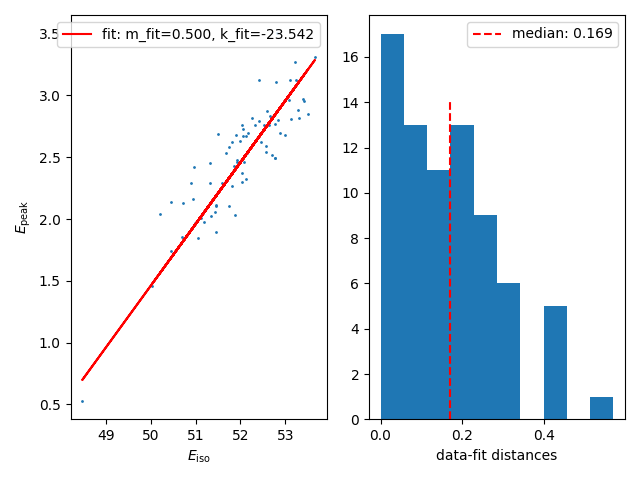 fit: m_fit=0.500, k_fit=-23.542
3.5
3.0
2.5
2.0
1.5
1.0
0.5
E_peak
49 50 51 52 53
E_iso
median: 0.169
16
14
12
10
8
6
4
2
0
0.0 0.2 0.4
data-fit distances